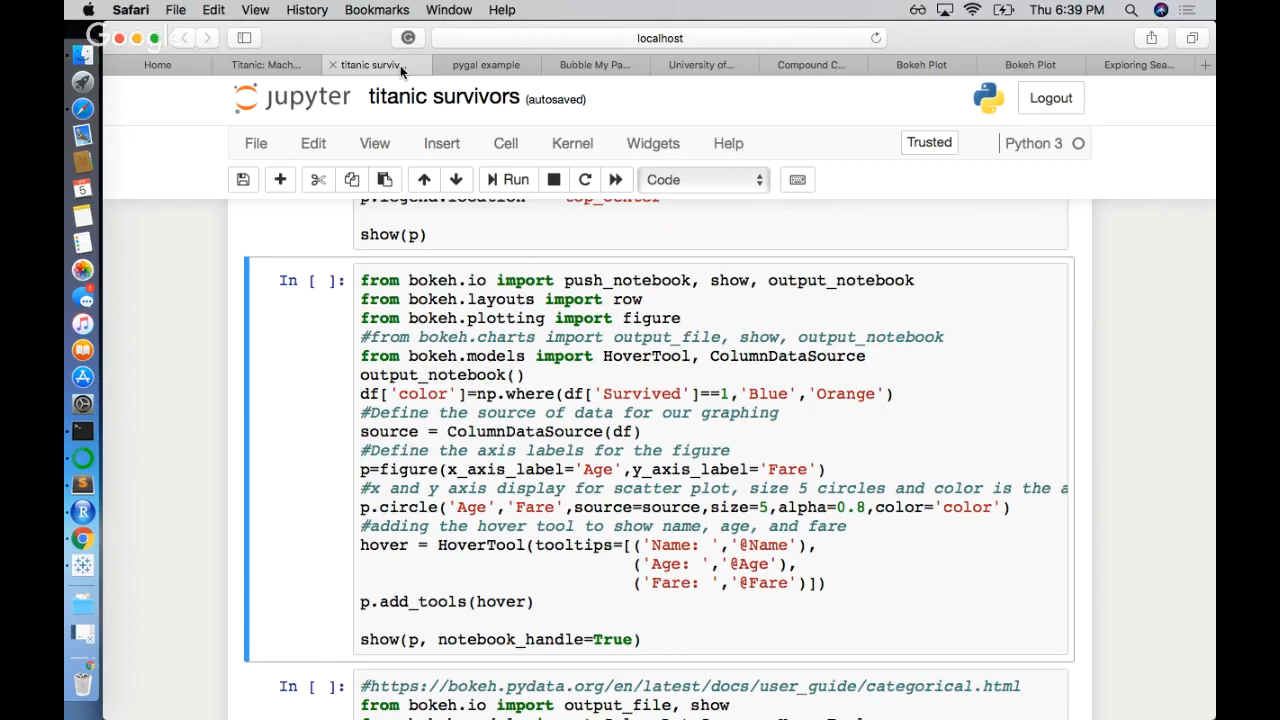 Safari File Edit View History Bookmarks Window Help Thu 6:39 PM
Google
localhost
Home Titanic: Mach... titanic surviv... pygal example Bubble My Pa... University of... Compound C... Bokeh Plot Bokeh Plot Exploring Sea...
jupyter titanic survivors (autosaved) Logout
File Edit View Insert Cell Kernel Widgets Help Trusted Python 3
Run Code
p.legend.location = "top_center"
show(p)
In [ ]: from bokeh.io import push_notebook, show, output_notebook
from bokeh.layouts import row
from bokeh.plotting import figure
#from bokeh.charts import output_file, show, output_notebook
from bokeh.models import HoverTool, ColumnDataSource
output_notebook()
df['color']=np.where(df['Survived']==1,'Blue','Orange')
#Define the source of data for our graphing
source = ColumnDataSource(df)
#Define the axis labels for the figure
p=figure(x_axis_label='Age',y_axis_label='Fare')
#x and y axis display for scatter plot, size 5 circles and color is the a
p.circle('Age','Fare',source=source,size=5,alpha=0.8,color='color')
#adding the hover tool to show name, age, and fare
hover = HoverTool(tooltips=[('Name: ','@Name'),
('Age: ','@Age'),
('Fare: ','@Fare')])
p.add_tools(hover)
show(p, notebook_handle=True)
In [ ]: #https://bokeh.pydata.org/en/latest/docs/user_guide/categorical.html
from bokeh.io import output_file, show